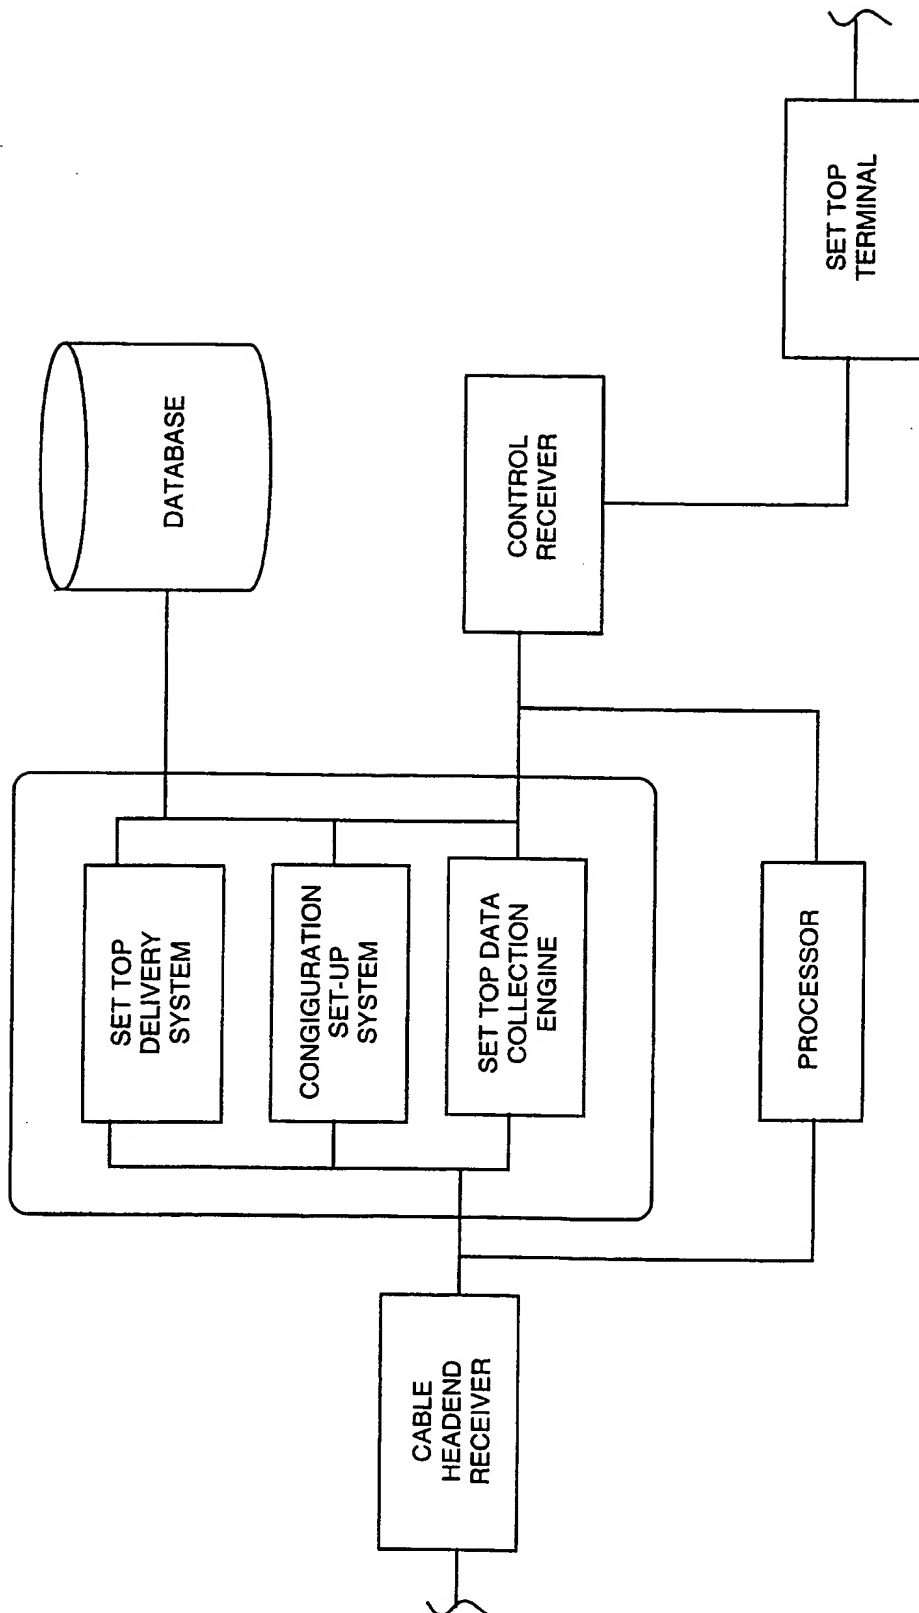 CABLE
HEADEND
RECEIVER
SET TOP
DELIVERY
SYSTEM
CONGIGURATION
SET-UP
SYSTEM
SET TOP DATA
COLLECTION
ENGINE
PROCESSOR
DATABASE
CONTROL
RECEIVER
SET TOP
TERMINAL